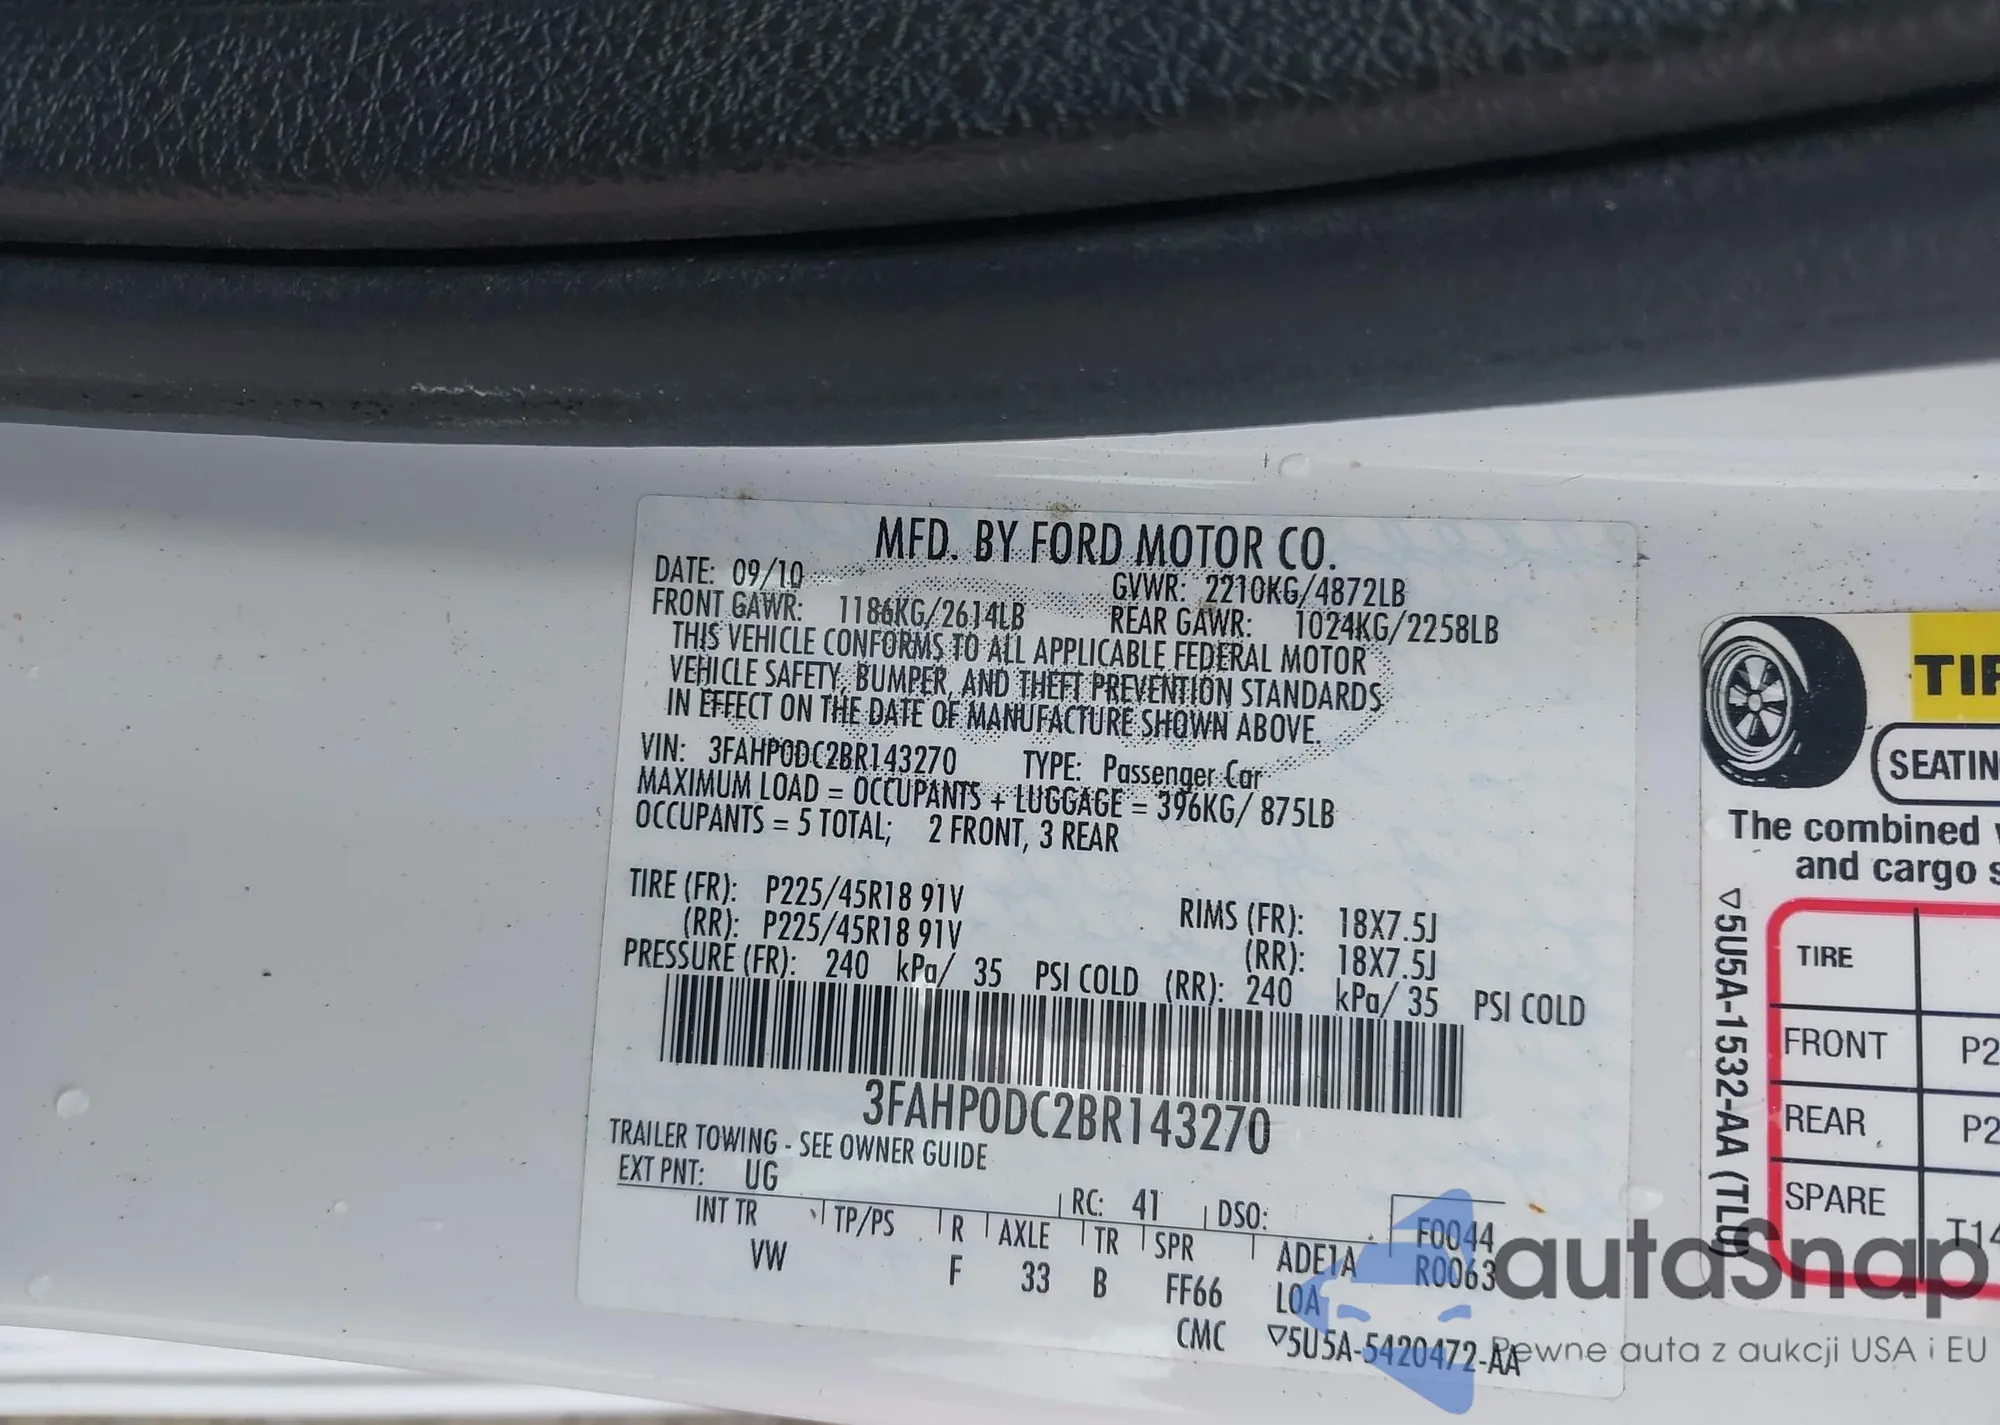 MFD. BY FORD MOTOR CO.
DATE: 09/10 GVWR: 2210KG/4872LB
FRONT GAWR: 1186KG/2614LB REAR GAWR: 1024KG/2258LB
THIS VEHICLE CONFORMS TO ALL APPLICABLE FEDERAL MOTOR
VEHICLE SAFETY, BUMPER, AND THEFT PREVENTION STANDARDS
IN EFFECT ON THE DATE OF MANUFACTURE SHOWN ABOVE.
VIN: 3FAHP0DC2BR143270 TYPE: Passenger Car
MAXIMUM LOAD = OCCUPANTS + LUGGAGE = 396KG/ 875LB
OCCUPANTS = 5 TOTAL; 2 FRONT, 3 REAR
TIRE (FR): P225/45R18 91V RIMS (FR): 18X7.5J
(RR): P225/45R18 91V (RR): 18X7.5J
PRESSURE (FR): 240 kPa/ 35 PSI COLD (RR): 240 kPa/ 35 PSI COLD
3FAHP0DC2BR143270
TRAILER TOWING - SEE OWNER GUIDE
EXT PNT: UG RC: 41 DSO: F0044
INT TR TP/PS R AXLE TR SPR ADE1A R0063
VW F 33 B FF66 LOA
CMC ▽5U5A-5420472-AA
TIR
SEATIN
The combined
and cargo s
▽5U5A-1532-AA (TLU)
TIRE
FRONT P2
REAR P2
SPARE T14
autaSnap
Pewne auta z aukcji USA i EU